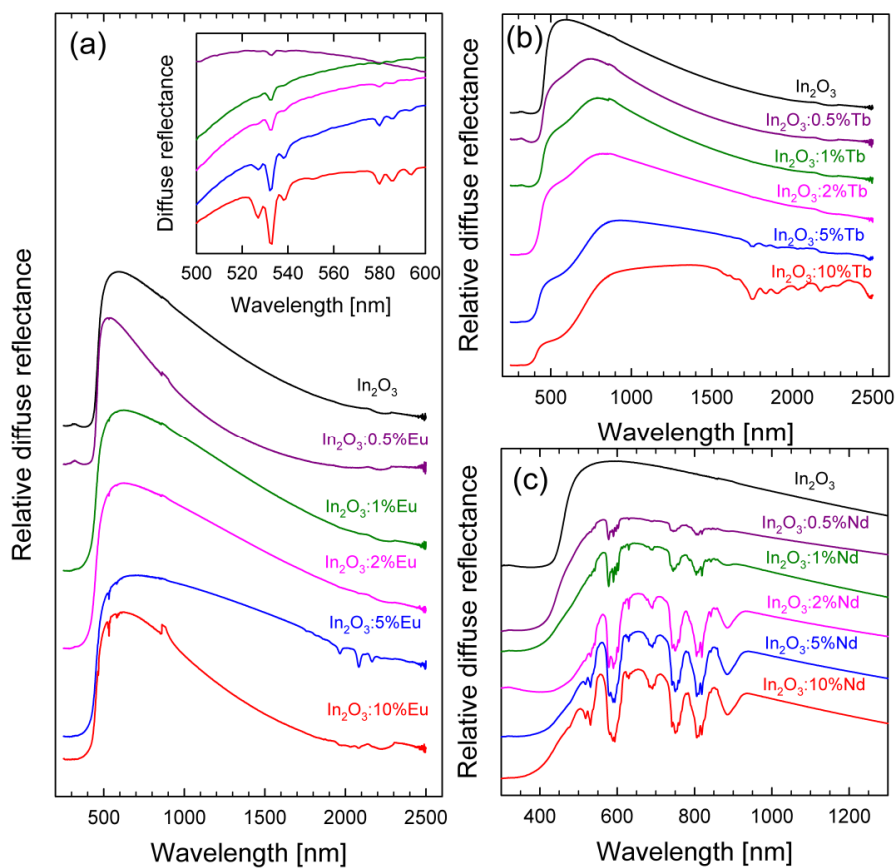 (a)
Diffuse reflectance
500 520 540 560 580 600
Wavelength [nm]
Relative diffuse reflectance
In₂O₃
In₂O₃:0.5%Eu
In₂O₃:1%Eu
In₂O₃:2%Eu
In₂O₃:5%Eu
In₂O₃:10%Eu
500 1000 1500 2000 2500
Wavelength [nm]
(b)
Relative diffuse reflectance
In₂O₃
In₂O₃:0.5%Tb
In₂O₃:1%Tb
In₂O₃:2%Tb
In₂O₃:5%Tb
In₂O₃:10%Tb
500 1000 1500 2000 2500
Wavelength [nm]
(c)
Relative diffuse reflectance
In₂O₃
In₂O₃:0.5%Nd
In₂O₃:1%Nd
In₂O₃:2%Nd
In₂O₃:5%Nd
In₂O₃:10%Nd
400 600 800 1000 1200
Wavelength [nm]